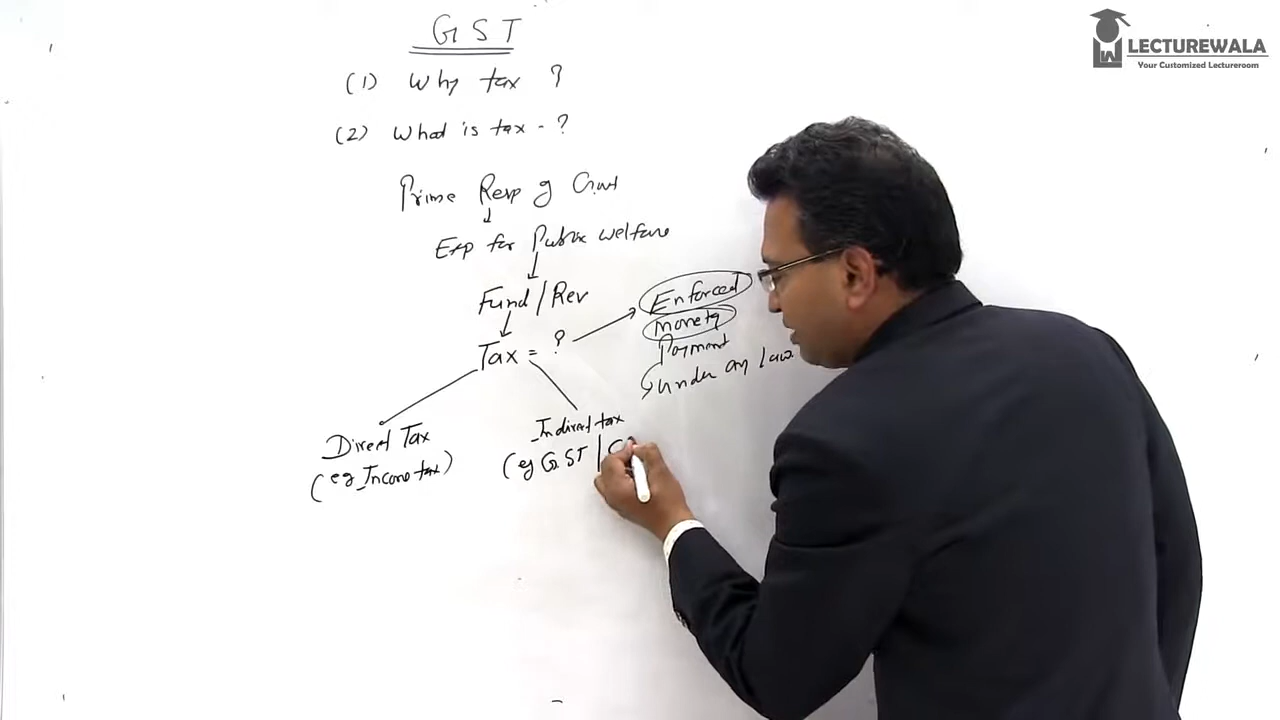 GST
LECTUREWALA
Your Customized Lectureroom
(1) Why tax ?
(2) What is tax - ?
Prime Resp of Govt
Exp for Public welfare
Fund/Rev
Enforced
monetary
Payment
Under any law
Tax = ?
Direct Tax
(eg Income tax)
Indirect tax
(eg GST |